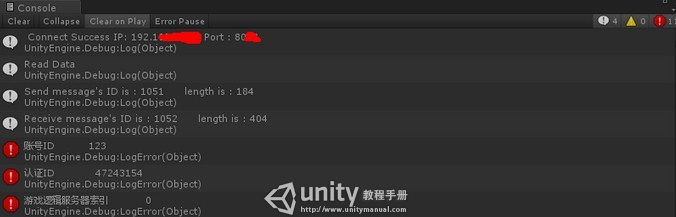 Console
Clear Collapse Clear on Play Error Pause 4 0 11
Connect Success IP: 192.1 Port : 80
UnityEngine.Debug:Log(Object)
Read Data
UnityEngine.Debug:Log(Object)
Send message's ID is : 1051 length is : 184
UnityEngine.Debug:Log(Object)
Receive message's ID is : 1052 length is : 404
UnityEngine.Debug:Log(Object)
账号ID 123
UnityEngine.Debug:LogError(Object)
认证ID 47243154
UnityEngine.Debug:LogError(Object)
游戏逻辑服务器索引 0
UnityEngine.Debug:LogError(Object)
unity 教程手册
http://www.unitymanual.com